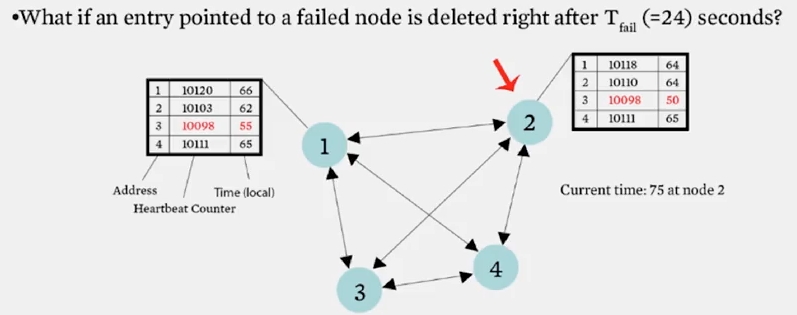 •What if an entry pointed to a failed node is deleted right after T fail (=24) seconds?
1 10120 66
2 10103 62
3 10098 55
4 10111 65
Address
Time (local)
Heartbeat Counter
1 10118 64
2 10110 64
3 10098 50
4 10111 65
Current time: 75 at node 2
1
2
3
4